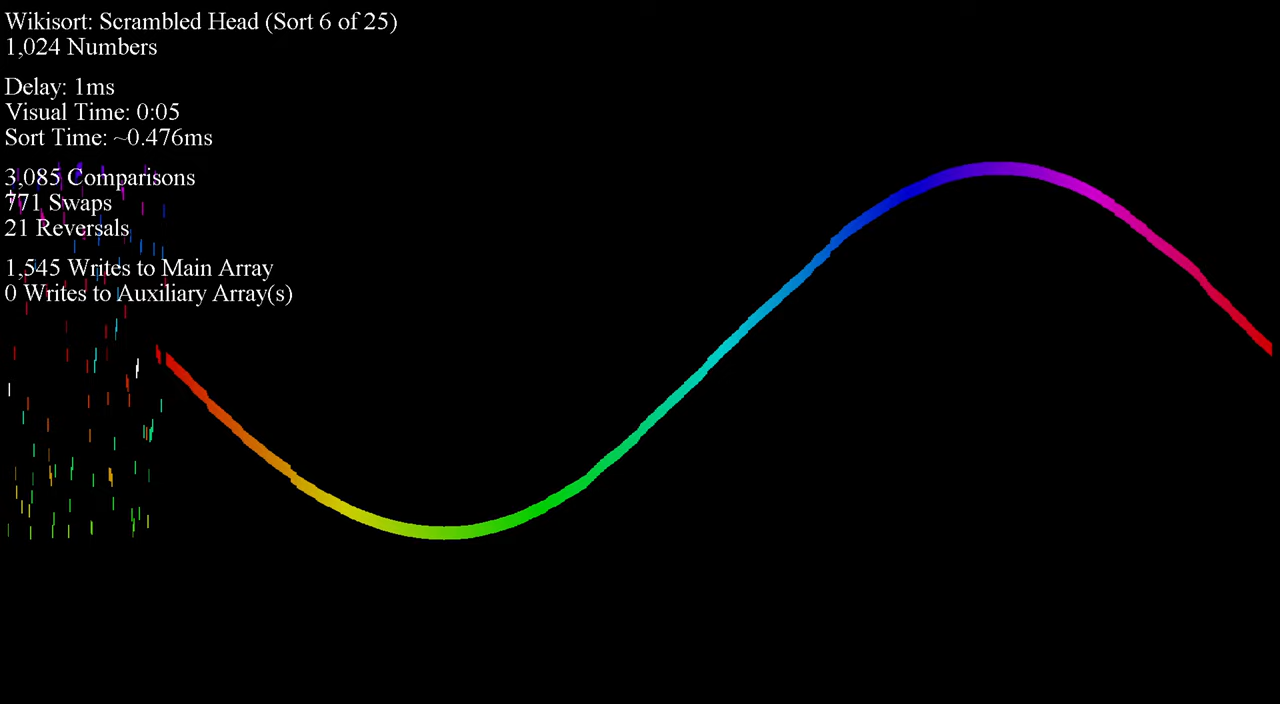 Wikisort: Scrambled Head (Sort 6 of 25)
1,024 Numbers
Delay: 1ms
Visual Time: 0:05
Sort Time: ~0.476ms
3,085 Comparisons
771 Swaps
21 Reversals
1,545 Writes to Main Array
0 Writes to Auxiliary Array(s)